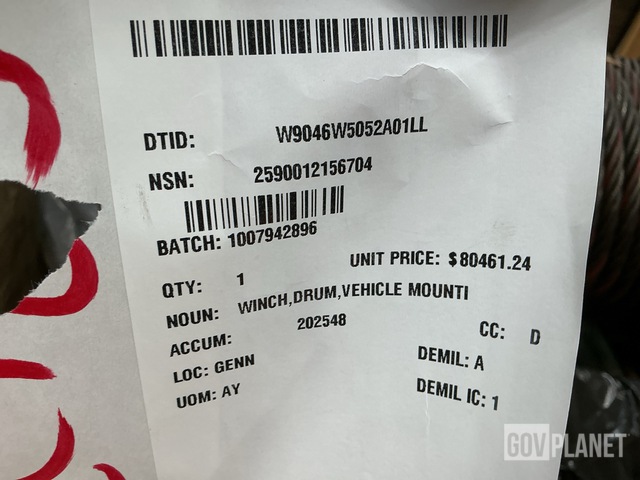 DTID: W9046W5052A01LL
NSN: 2590012156704
BATCH: 1007942896
UNIT PRICE: $80461.24
QTY: 1
NOUN: WINCH,DRUM,VEHICLE MOUNTI
ACCUM: 202548
CC: D
LOC: GENN
DEMIL: A
UOM: AY
DEMIL IC: 1
GOVPLANET